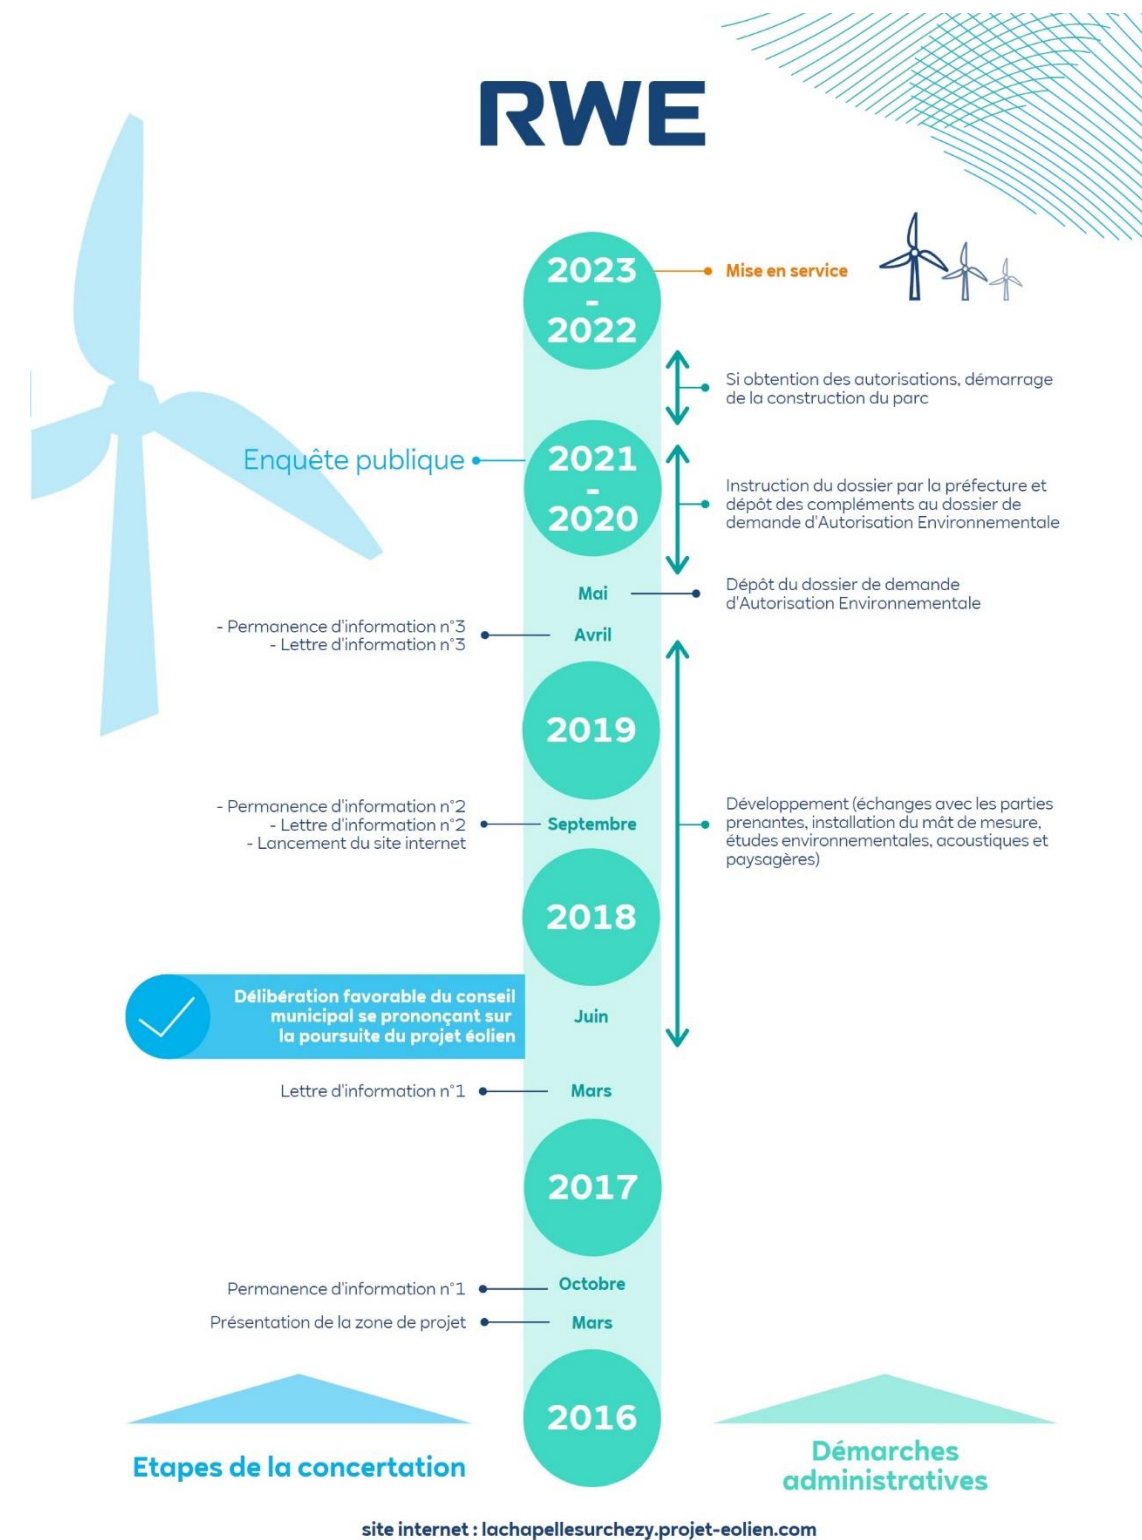 RWE
2023
-
2022
Mise en service
Si obtention des autorisations, démarrage
de la construction du parc
Enquête publique
2021
-
2020
Instruction du dossier par la préfecture et
dépôt des compléments au dossier de
demande d'Autorisation Environnementale
Mai
Dépôt du dossier de demande
d'Autorisation Environnementale
- Permanence d'information n°3
- Lettre d'information n°3
Avril
2019
- Permanence d'information n°2
- Lettre d'information n°2
- Lancement du site internet
Septembre
Développement (échanges avec les parties
prenantes, installation du mât de mesure,
études environnementales, acoustiques et
paysagères)
2018
Délibération favorable du conseil
municipal se prononçant sur
la poursuite du projet éolien
Juin
Lettre d'information n°1
Mars
2017
Permanence d'information n°1
Octobre
Présentation de la zone de projet
Mars
2016
Etapes de la concertation
Démarches
administratives
site internet : lachapellesurchezy.projet-eolien.com